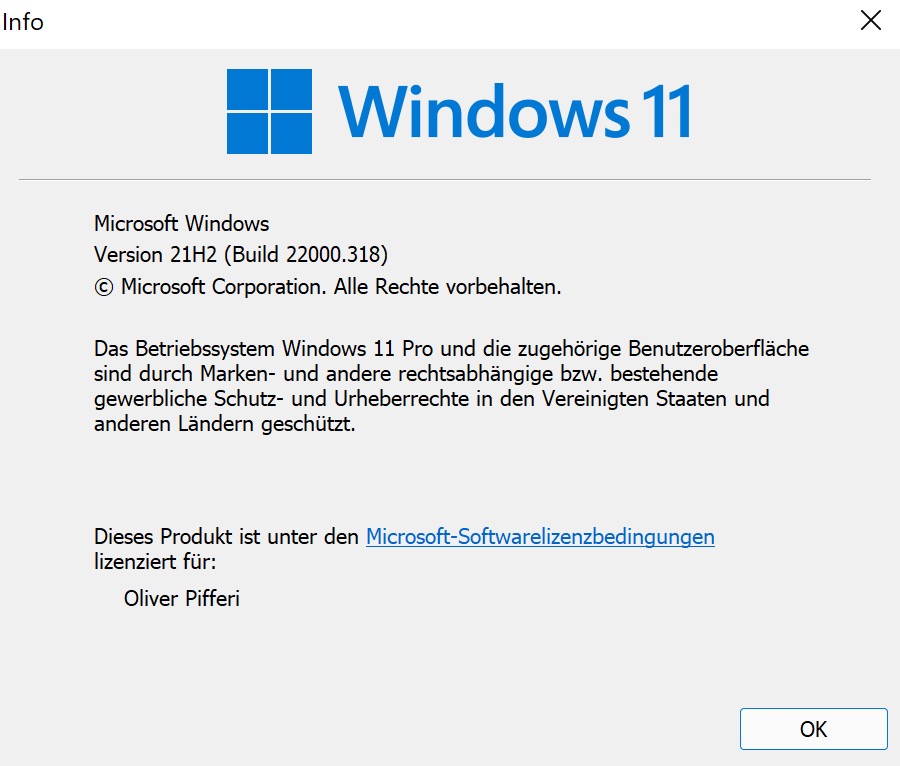 Info
Windows 11
Microsoft Windows
Version 21H2 (Build 22000.318)
© Microsoft Corporation. Alle Rechte vorbehalten.
Das Betriebssystem Windows 11 Pro und die zugehörige Benutzeroberfläche
sind durch Marken- und andere rechtsabhängige bzw. bestehende
gewerbliche Schutz- und Urheberrechte in den Vereinigten Staaten und
anderen Ländern geschützt.
Dieses Produkt ist unter den Microsoft-Softwarelizenzbedingungen
lizenziert für:
Oliver Pifferi
OK